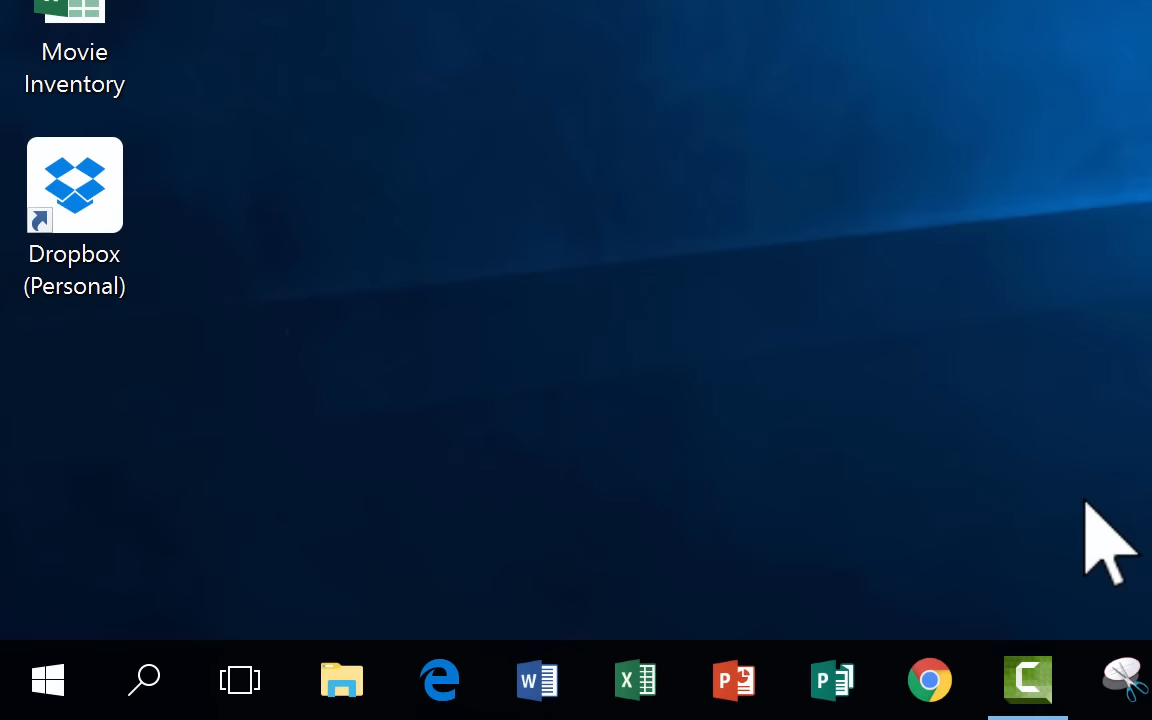 Movie
Inventory
Dropbox
(Personal)
W
X
P
P